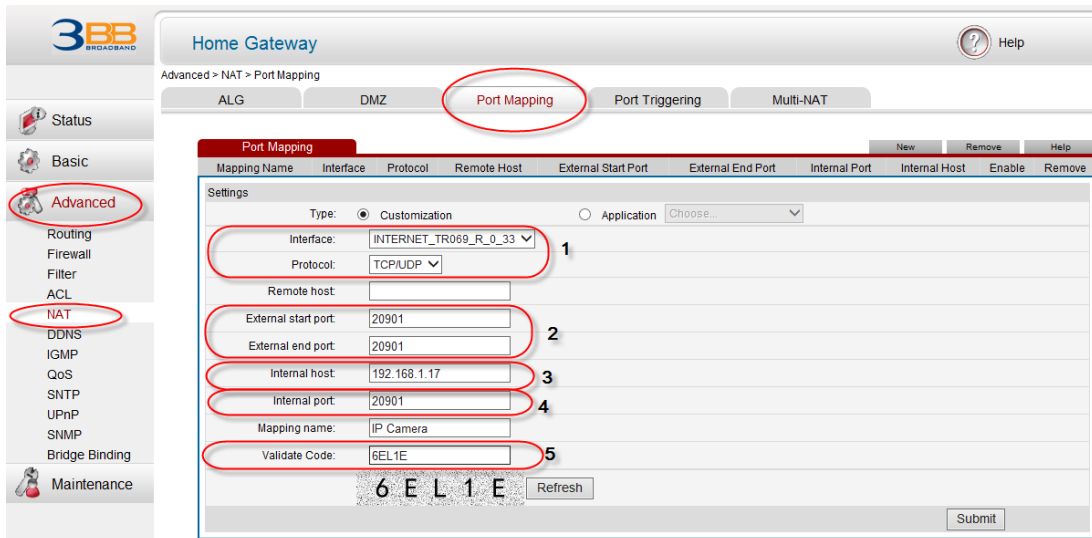 3BB
BROADBAND
Home Gateway
Help
Advanced > NAT > Port Mapping
ALG DMZ Port Mapping Port Triggering Multi-NAT
Status
Basic
Advanced
Routing
Firewall
Filter
ACL
NAT
DDNS
IGMP
QoS
SNTP
UPnP
SNMP
Bridge Binding
Maintenance
Port Mapping New Remove Help
Mapping Name Interface Protocol Remote Host External Start Port External End Port Internal Port Internal Host Enable Remove
Settings
Type: Customization Application Choose...
Interface: INTERNET_TR069_R_0_33 1
Protocol: TCP/UDP
Remote host:
External start port: 20901
2
External end port: 20901
Internal host: 192.168.1.17 3
Internal port: 20901 4
Mapping name: IP Camera
Validate Code: 6EL1E 5
6 E L 1 E Refresh
Submit